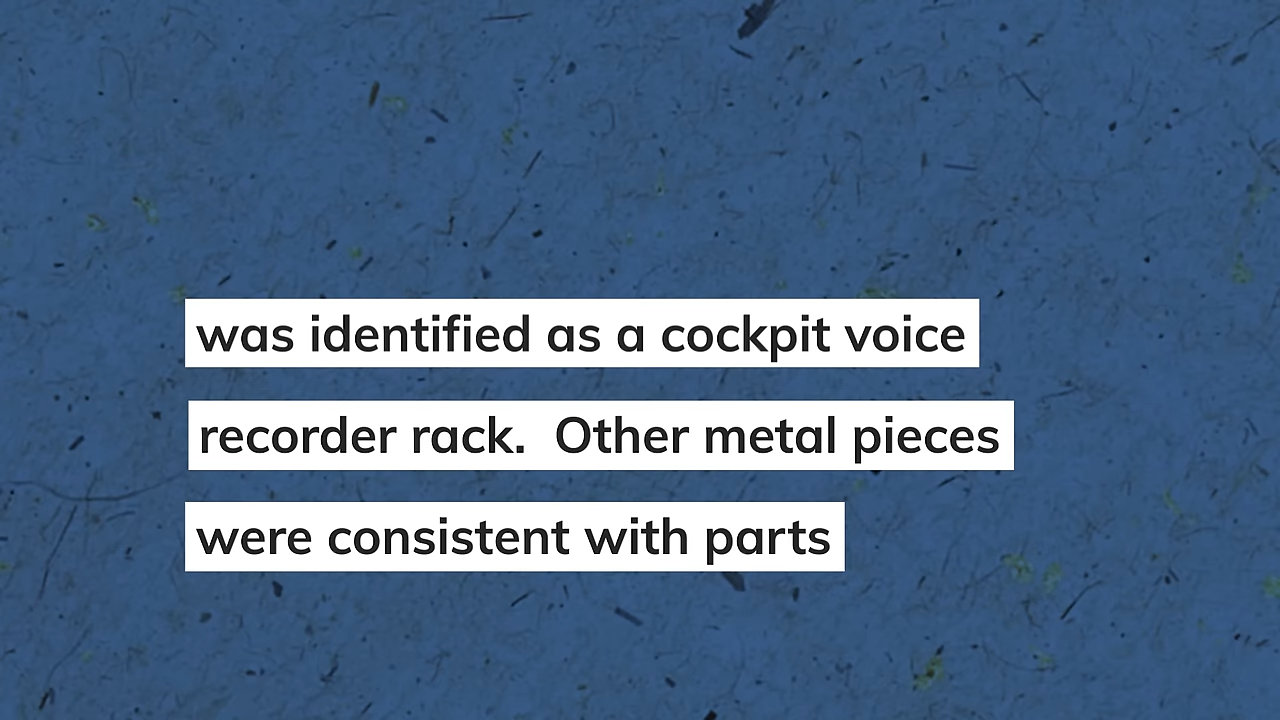 was identified as a cockpit voice
recorder rack.  Other metal pieces
were consistent with parts